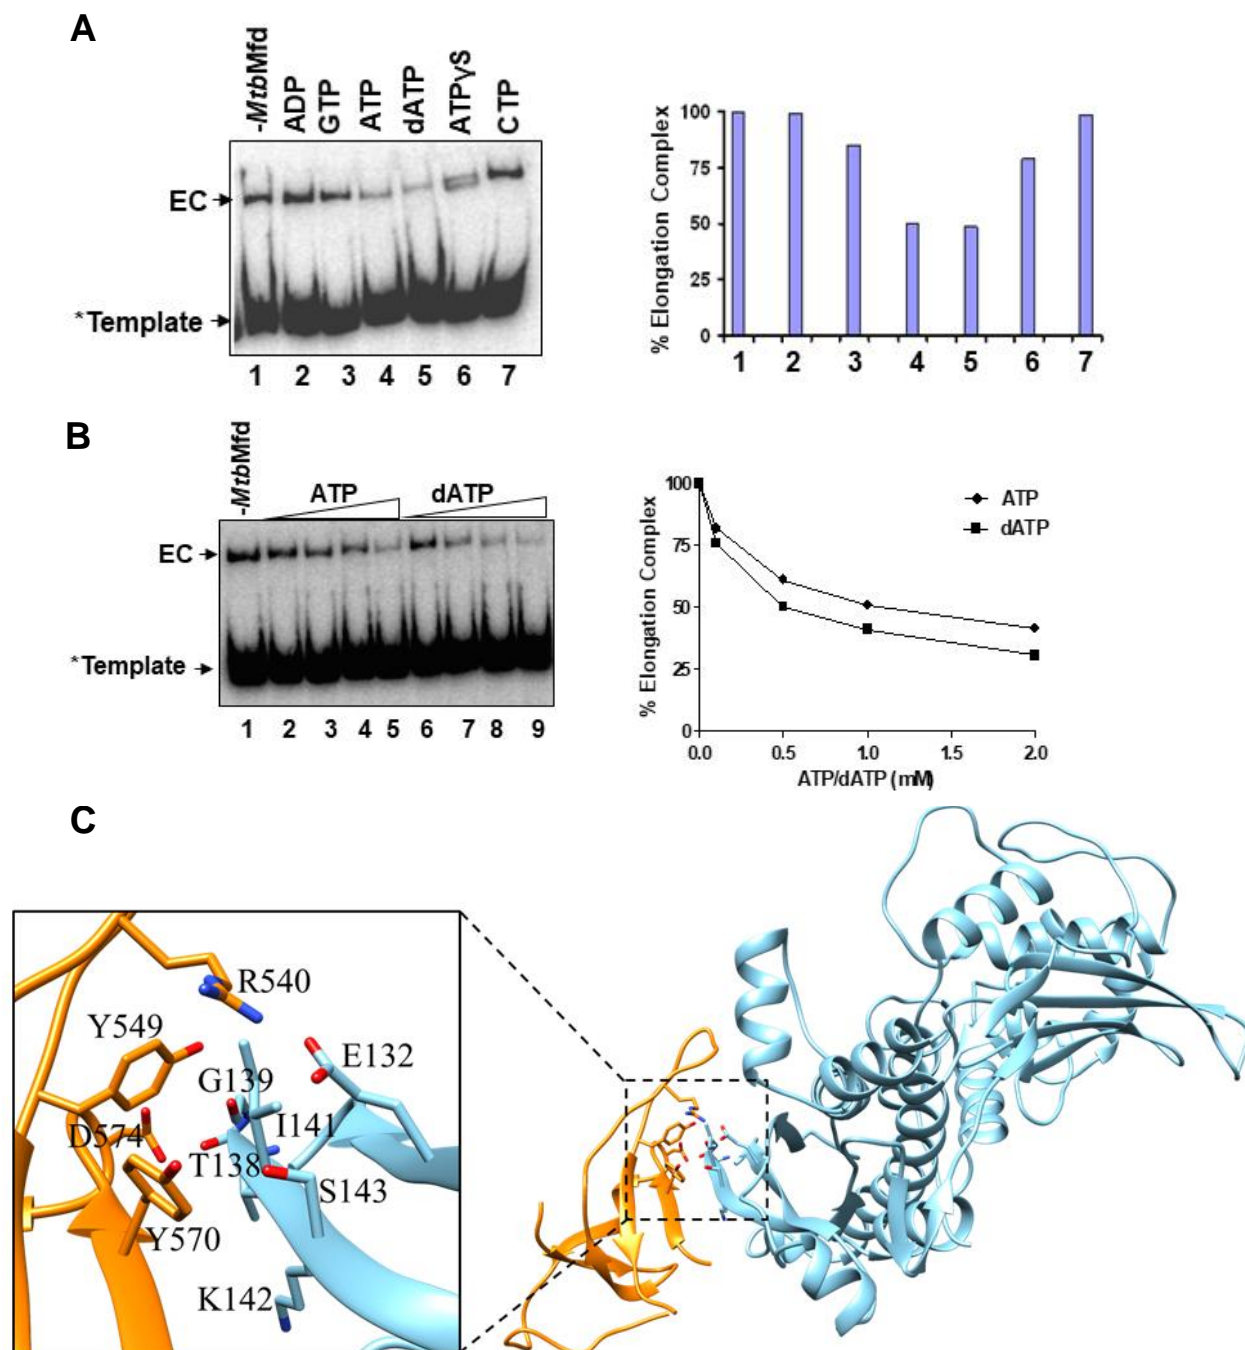 A
-MtbMfd
ADP
GTP
ATP
dATP
ATPγS
CTP
EC
*Template
1 2 3 4 5 6 7
% Elongation Complex
100
75
50
25
0
1 2 3 4 5 6 7
B
-MtbMfd
ATP
dATP
EC
*Template
1 2 3 4 5 6 7 8 9
% Elongation Complex
100
75
50
25
0
0.0 0.5 1.0 1.5 2.0
ATP/dATP (mM)
ATP
dATP
C
R540
Y549
E132
G139
D574
I141
T138
S143
Y570
K142